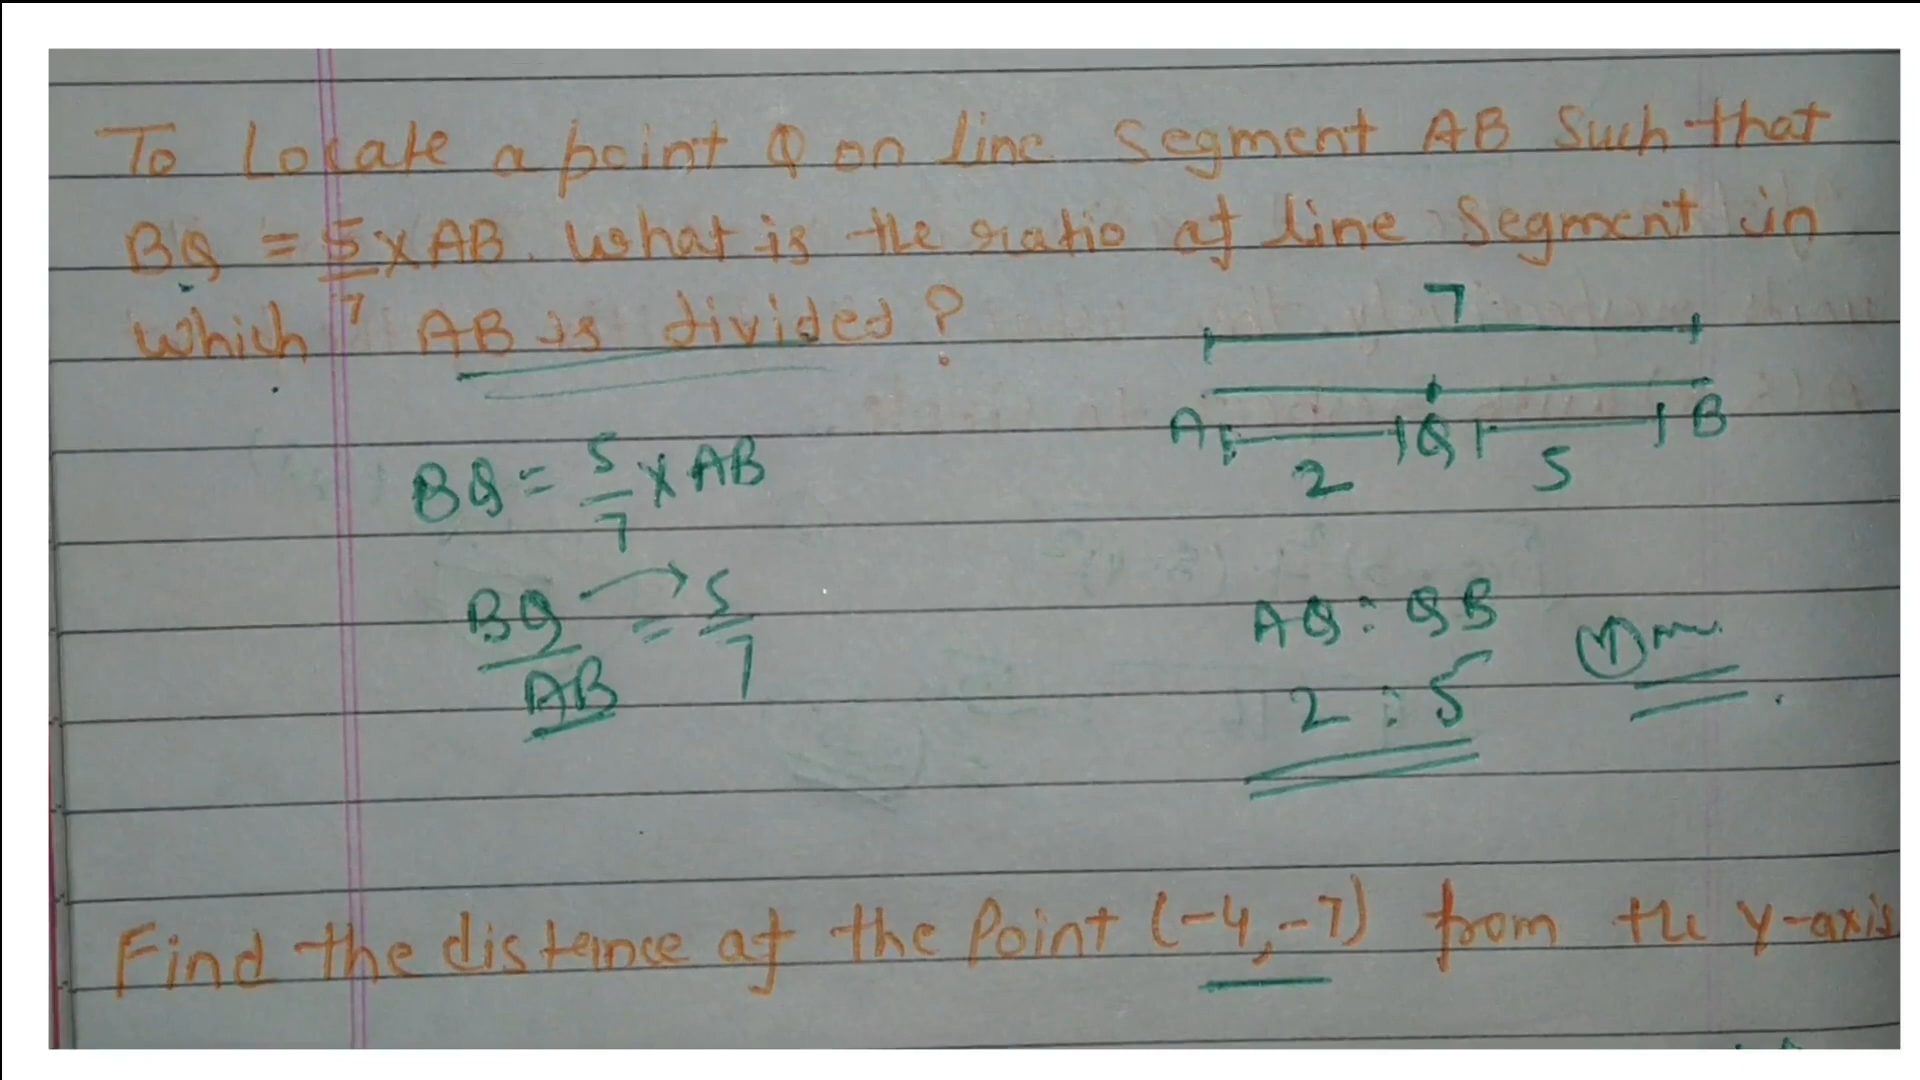 To Locate a point Q on line segment AB Such that
BQ = 5/7 x AB. What is the ratio of line segment in
which AB is divided?
7
A Q B
2 5
BQ = 5/7 x AB
BQ/AB = 5/7
AQ : QB
2 : 5
Find the distance of the Point (-4,-7) from the y-axis